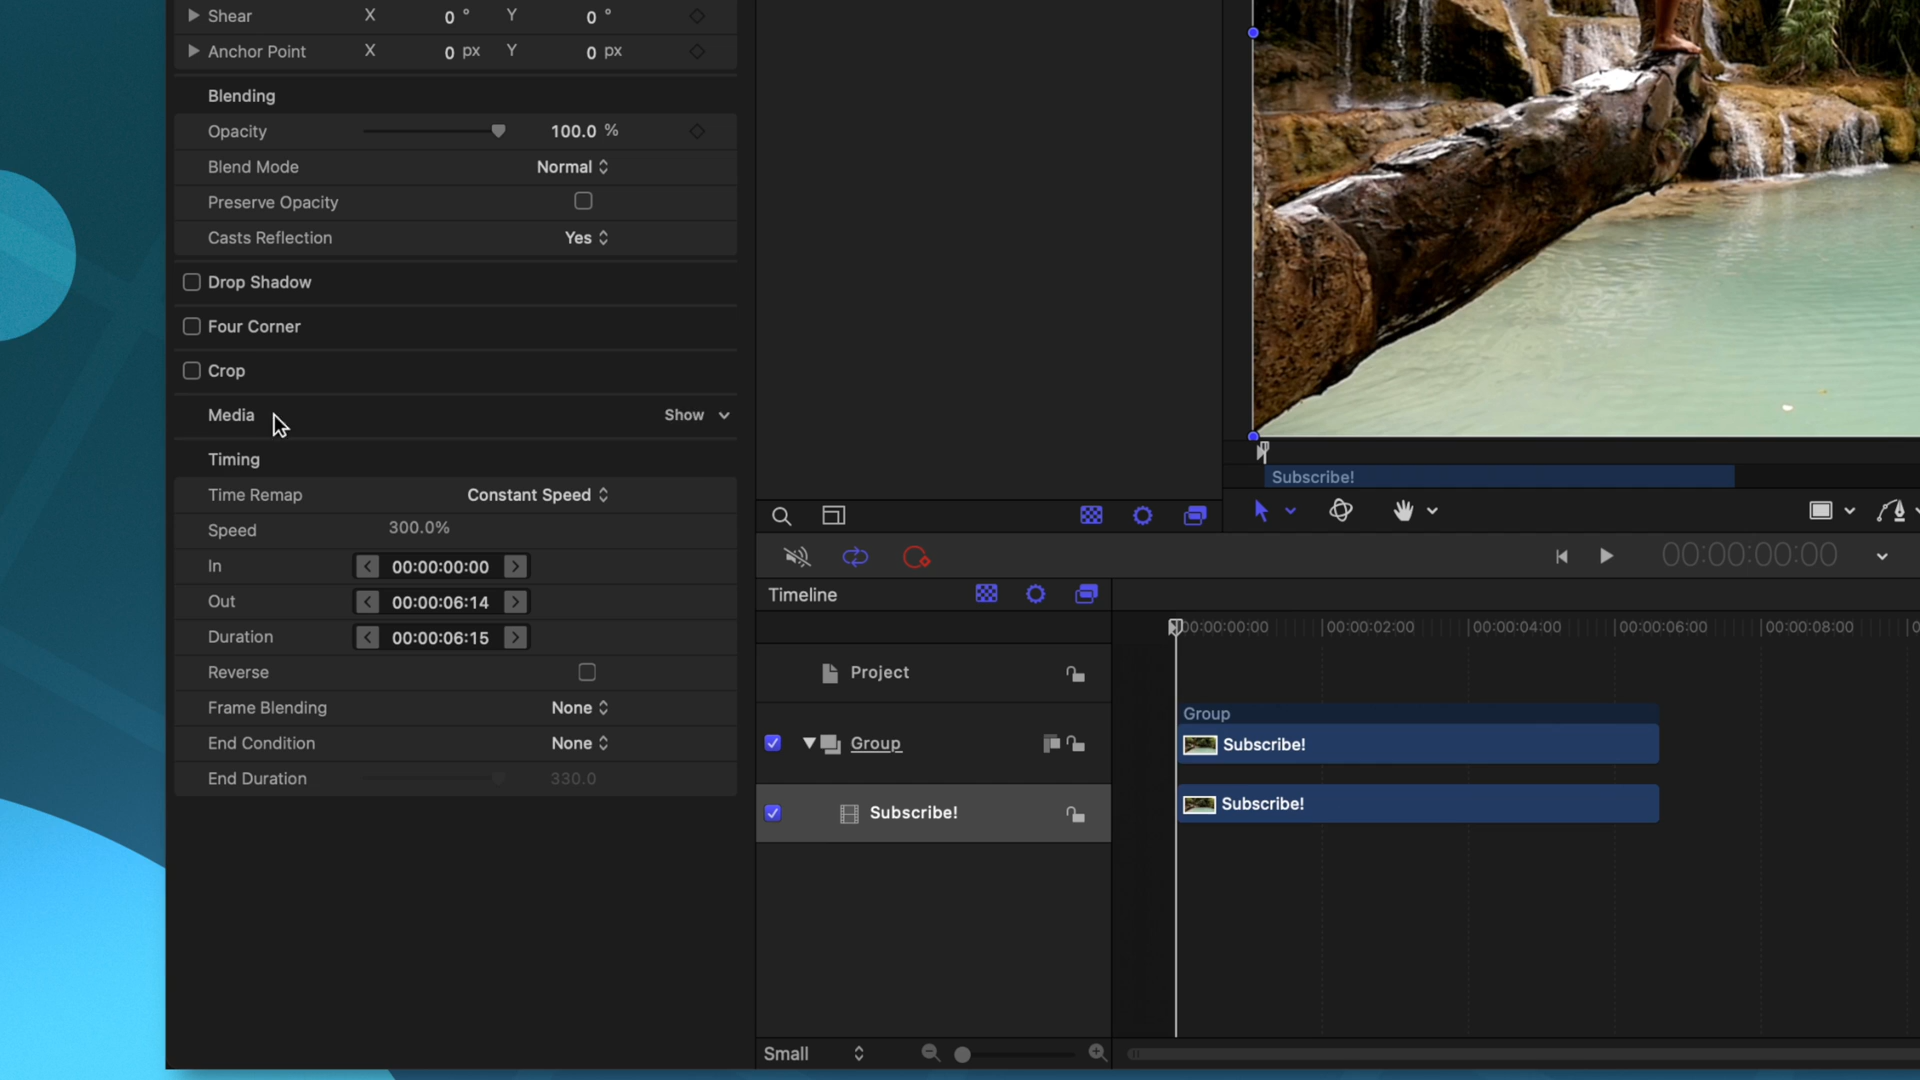 Shear X 0 ° Y 0 °
Anchor Point X 0 px Y 0 px
Blending
Opacity 100.0 %
Blend Mode Normal
Preserve Opacity
Casts Reflection Yes
Drop Shadow
Four Corner
Crop
Media Show
Timing
Time Remap Constant Speed
Speed 300.0%
In 00:00:00:00
Out 00:00:06:14
Duration 00:00:06:15
Reverse
Frame Blending None
End Condition None
End Duration 330.0
Subscribe!
00:00:00:00
Timeline
00:00:00:00 00:00:02:00 00:00:04:00 00:00:06:00 00:00:08:00
Project
Group
Group
Subscribe!
Subscribe!
Subscribe!
Small